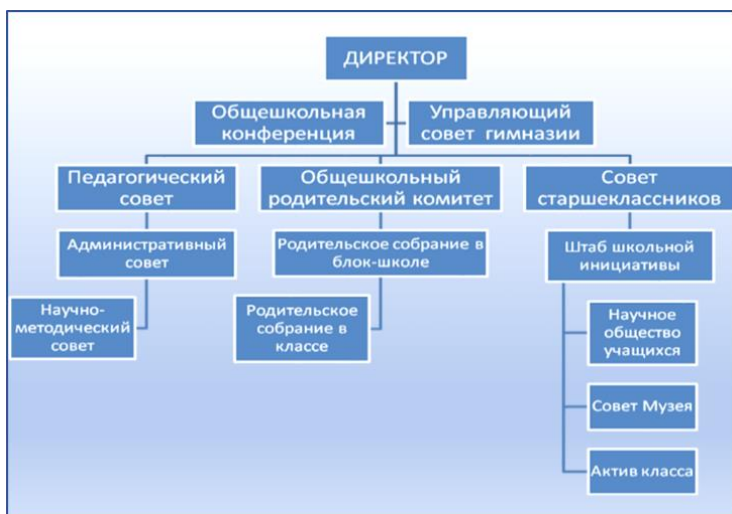 ДИРЕКТОР
Общешкольная
конференция
Управляющий
совет гимназии
Педагогический
совет
Общешкольный
родительский комитет
Совет
старшеклассников
Административный
совет
Родительское собрание в
блок-школе
Штаб школьной
инициативы
Научно-
методический
совет
Родительское
собрание в
классе
Научное
общество
учащихся
Совет Музея
Актив класса